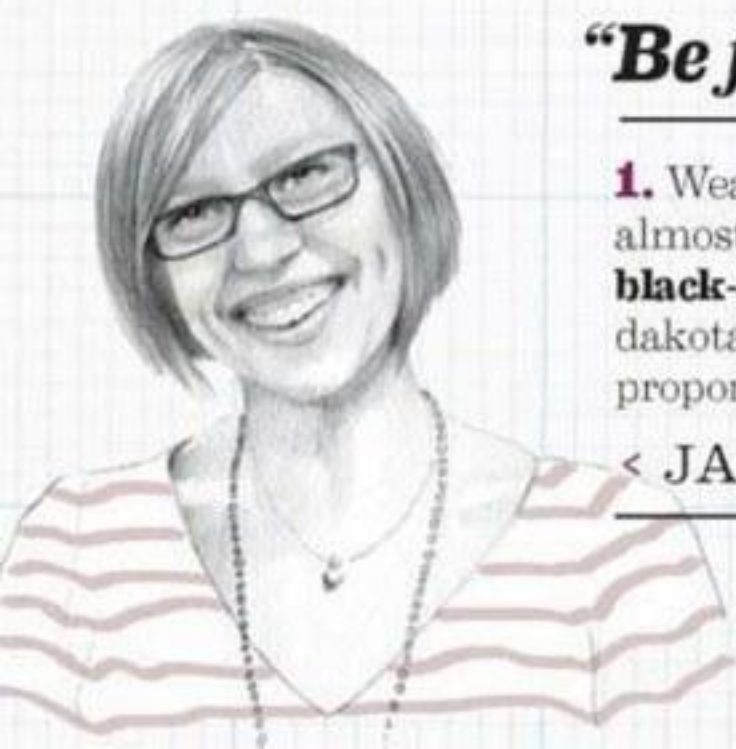 “Be
1. Wea
almost
black-
dakota
propor
< JA